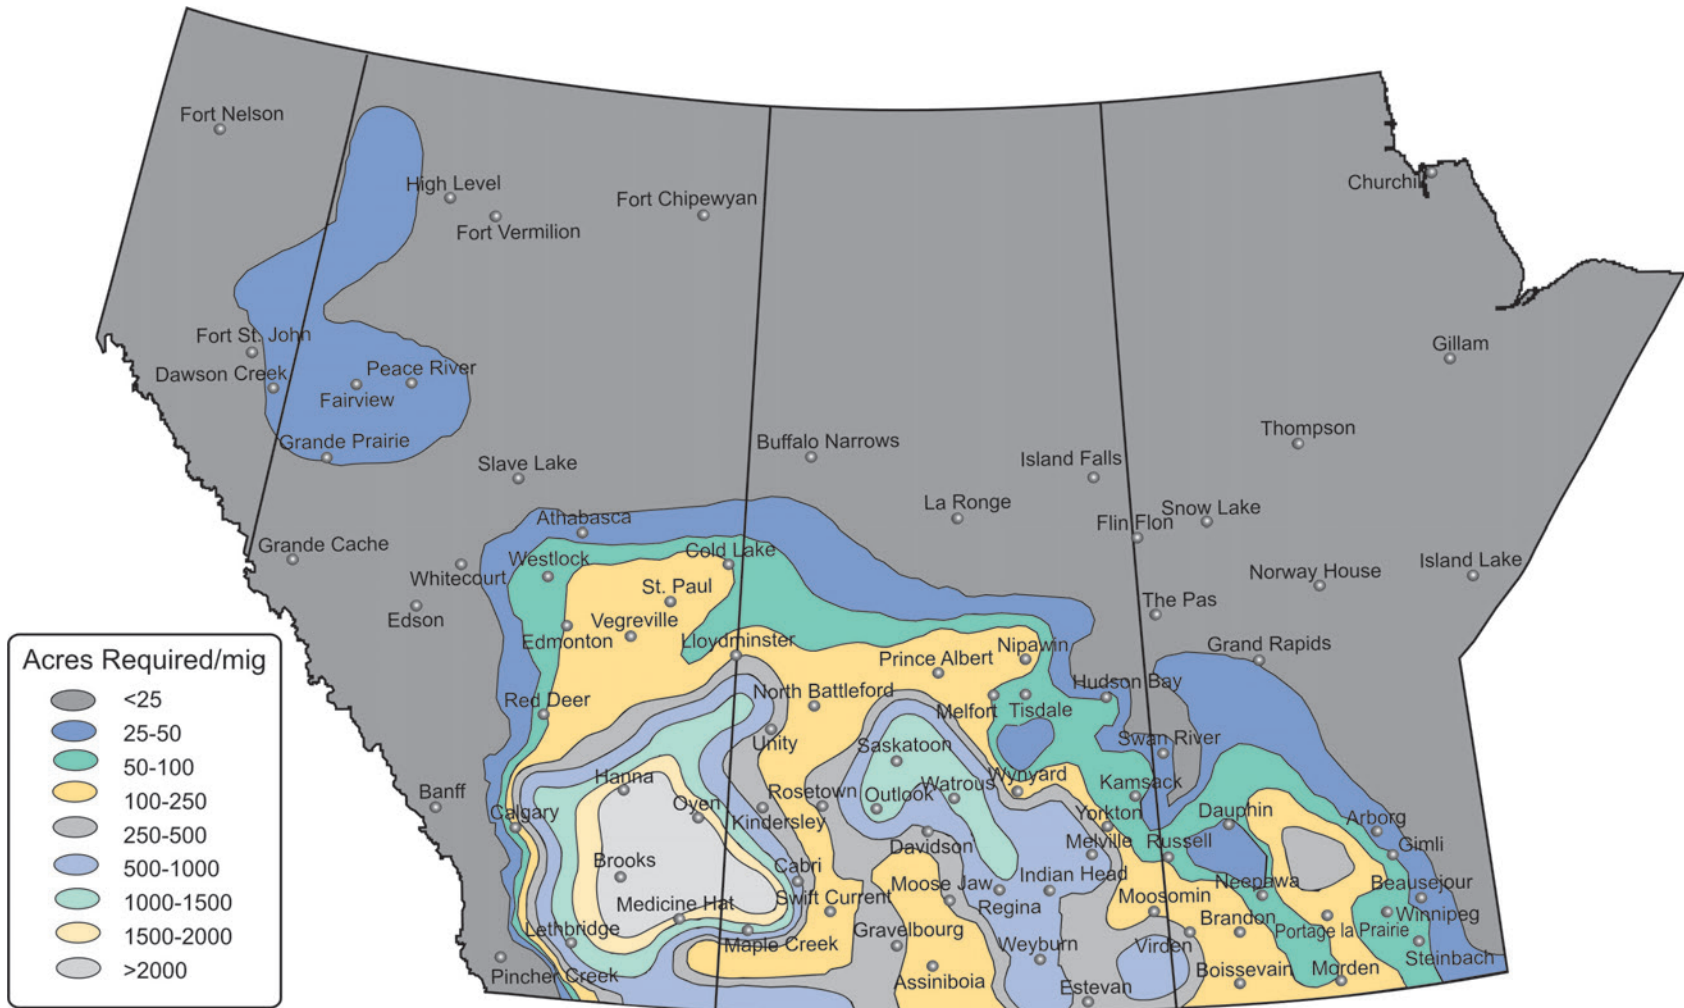 Fort Nelson
High Level
Fort Vermilion
Fort Chipewyan
Churchill
Fort St. John
Dawson Creek
Peace River
Fairview
Grande Prairie
Gillam
Slave Lake
Buffalo Narrows
Island Falls
Thompson
La Ronge
Snow Lake
Flin Flon
Athabasca
Grande Cache
Whitecourt
Westlock
Cold Lake
Island Lake
Norway House
Edson
St. Paul
The Pas
Vegreville
Edmonton
Lloydminster
Nipawin
Grand Rapids
Prince Albert
Red Deer
North Battleford
Melfort
Tisdale
Hudson Bay
Unity
Saskatoon
Swan River
Banff
Hanna
Oyen
Rosetown
Outlook
Watrous
Wynyard
Kamsack
Calgary
Kindersley
Yorkton
Dauphin
Arborg
Davidson
Melville
Russell
Gimli
Brooks
Cabri
Moose Jaw
Indian Head
Neepawa
Beausejour
Medicine Hat
Swift Current
Regina
Moosomin
Brandon
Winnipeg
Lethbridge
Maple Creek
Gravelbourg
Weyburn
Virden
Portage la Prairie
Steinbach
Pincher Creek
Assiniboia
Estevan
Boissevain
Morden
Acres Required/mig
<25
25-50
50-100
100-250
250-500
500-1000
1000-1500
1500-2000
>2000